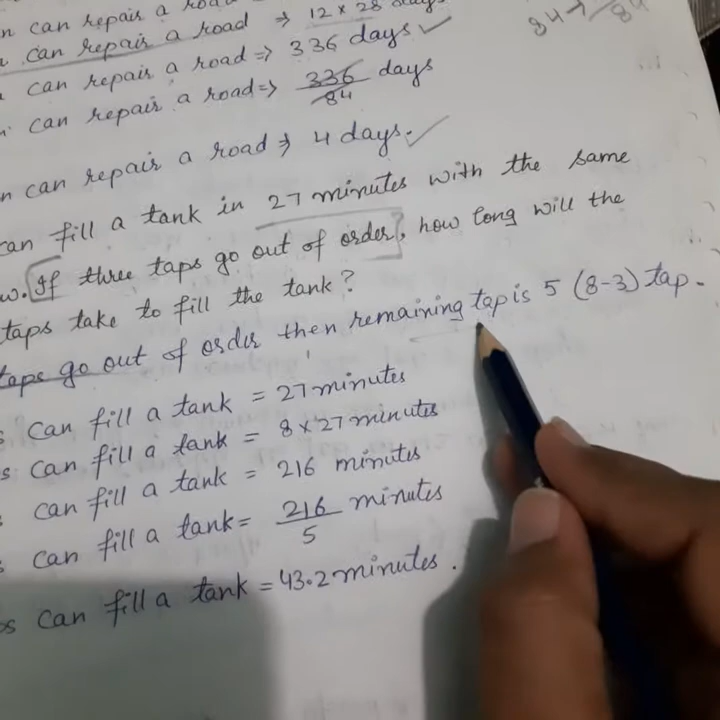 n can repair a road ⇒ 12 x 28 days
can repair a road ⇒ 336 days ✓
can repair a road ⇒ 336/84 days
can repair a road ⇒ 4 days. ✓
can fill a tank in 27 minutes with the same
w. If three taps go out of order, how long will the
taps take to fill the tank?
taps go out of order then remaining tap is 5 (8-3) tap.
s can fill a tank = 27 minutes
s can fill a tank = 8 x 27 minutes
can fill a tank = 216 minutes
can fill a tank = 216/5 minutes
s can fill a tank = 43.2 minutes.
84
84